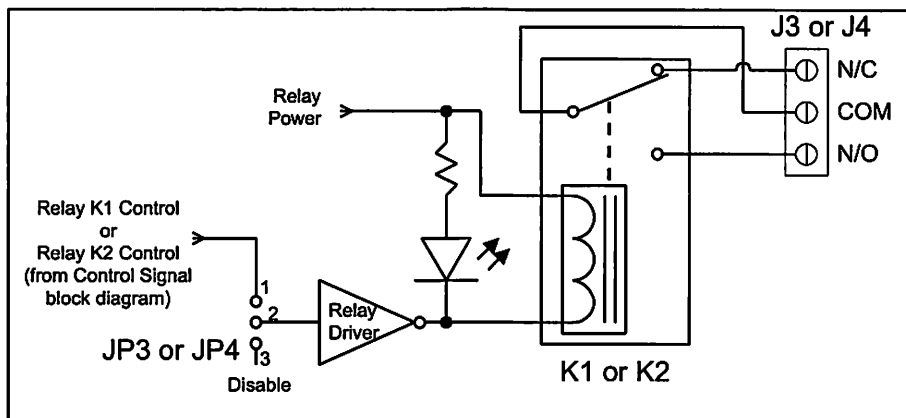 J3 or J4
N/C
COM
N/O
Relay
Power
Relay K1 Control
or
Relay K2 Control
(from Control Signal
block diagram)
1
2
3
Relay
Driver
JP3 or JP4
Disable
K1 or K2